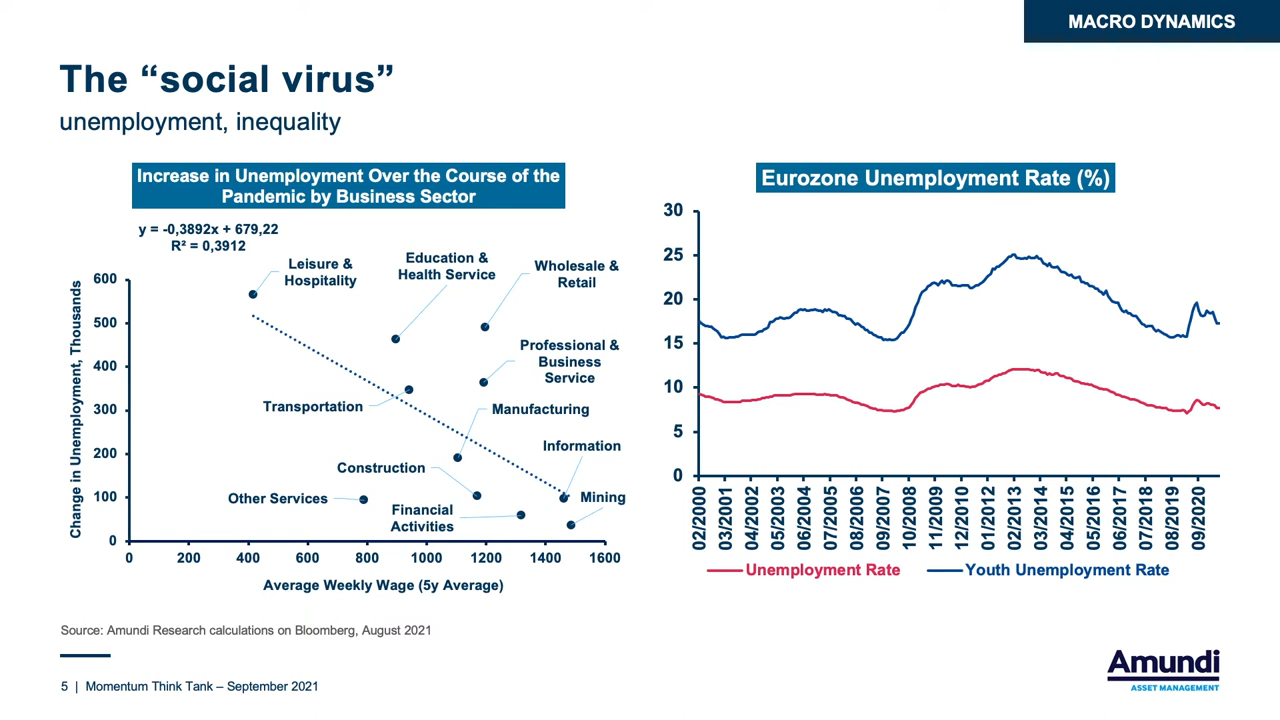 MACRO DYNAMICS
The “social virus”
unemployment, inequality
Increase in Unemployment Over the Course of the
Pandemic by Business Sector
y = -0,3892x + 679,22
R² = 0,3912
Change in Unemployment, Thousands
600
500
400
300
200
100
0
Leisure &
Hospitality
Education &
Health Service
Wholesale &
Retail
Professional &
Business
Service
Transportation
Manufacturing
Information
Construction
Other Services
Mining
Financial
Activities
0 200 400 600 800 1000 1200 1400 1600
Average Weekly Wage (5y Average)
Eurozone Unemployment Rate (%)
30
25
20
15
10
5
0
02/2000
03/2001
04/2002
05/2003
06/2004
07/2005
08/2006
09/2007
10/2008
11/2009
12/2010
01/2012
02/2013
03/2014
04/2015
05/2016
06/2017
07/2018
08/2019
09/2020
Unemployment Rate
Youth Unemployment Rate
Source: Amundi Research calculations on Bloomberg, August 2021
5 | Momentum Think Tank – September 2021
Amundi
ASSET MANAGEMENT